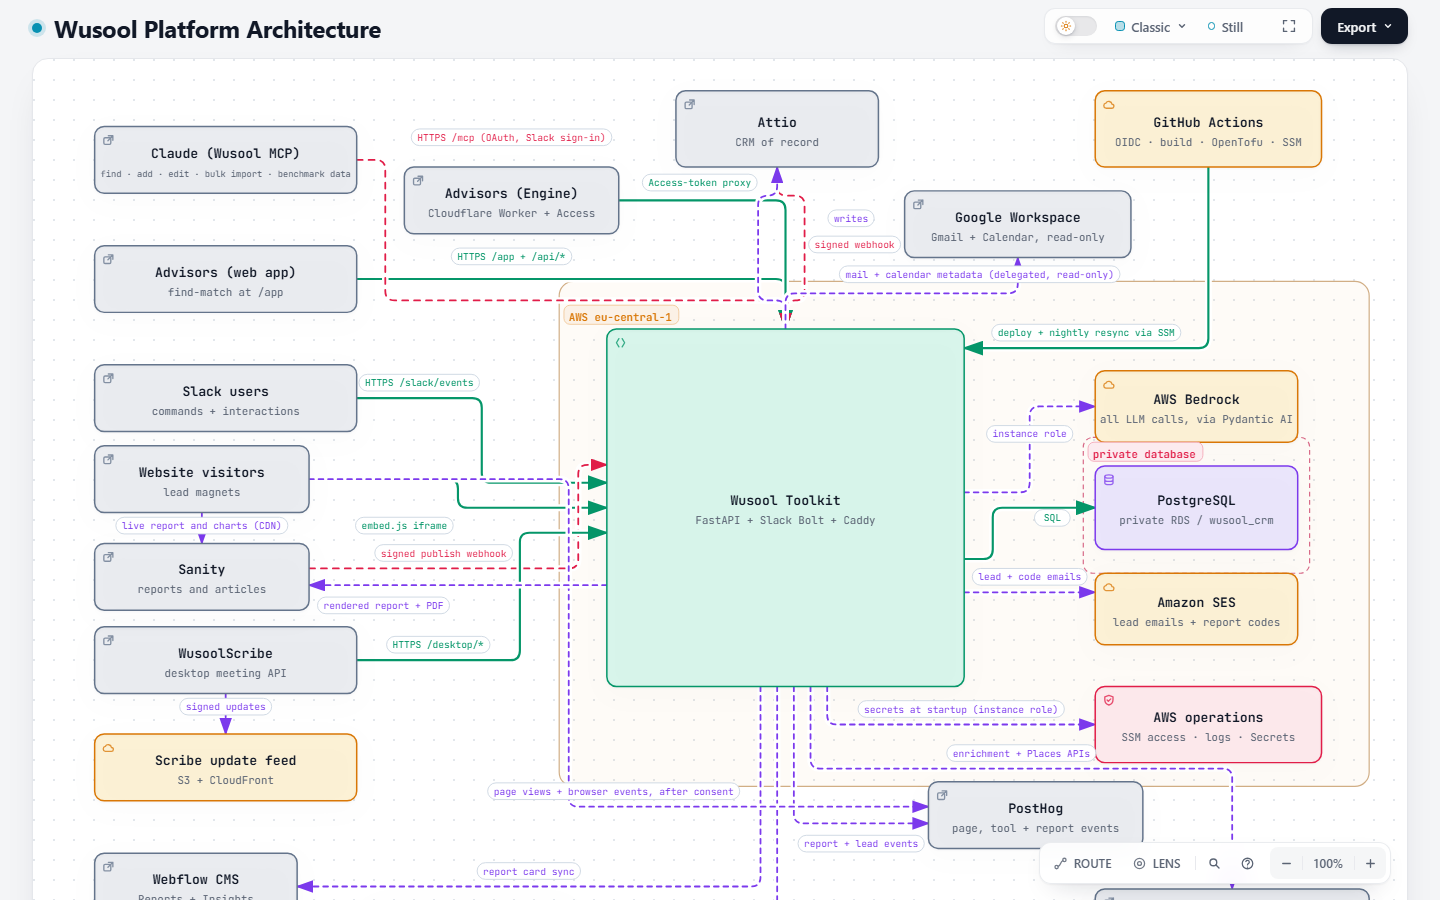 Wusool Platform Architecture
Classic
Still
Export
Attio
CRM of record
GitHub Actions
OIDC · build · OpenTofu · SSM
Claude (Wusool MCP)
find · add · edit · bulk import · benchmark data
HTTPS /mcp (OAuth, Slack sign-in)
Advisors (Engine)
Cloudflare Worker + Access
Access-token proxy
writes
signed webhook
Google Workspace
Gmail + Calendar, read-only
HTTPS /app + /api/*
mail + calendar metadata (delegated, read-only)
Advisors (web app)
find-match at /app
AWS eu-central-1
deploy + nightly resync via SSM
Slack users
commands + interactions
HTTPS /slack/events
AWS Bedrock
all LLM calls, via Pydantic AI
instance role
private database
Website visitors
lead magnets
Wusool Toolkit
FastAPI + Slack Bolt + Caddy
PostgreSQL
private RDS / wusool_crm
SQL
live report and charts (CDN)
embed.js iframe
signed publish webhook
Sanity
reports and articles
rendered report + PDF
lead + code emails
Amazon SES
lead emails + report codes
WusoolScribe
desktop meeting API
HTTPS /desktop/*
signed updates
secrets at startup (instance role)
AWS operations
SSM access · logs · Secrets
enrichment + Places APIs
Scribe update feed
S3 + CloudFront
page views + browser events, after consent
PostHog
page, tool + report events
report + lead events
report card sync
Webflow CMS
Reports + Insights
ROUTE
LENS
100%